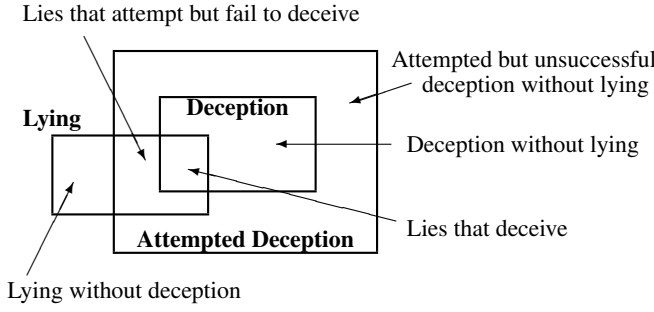 Lies that attempt but fail to deceive
Attempted but unsuccessful
deception without lying
Deception
Lying
Deception without lying
Lies that deceive
Attempted Deception
Lying without deception